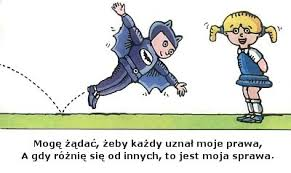 Mogę żądać, żeby każdy uznał moje prawa,
A gdy różnię się od innych, to jest moja sprawa.